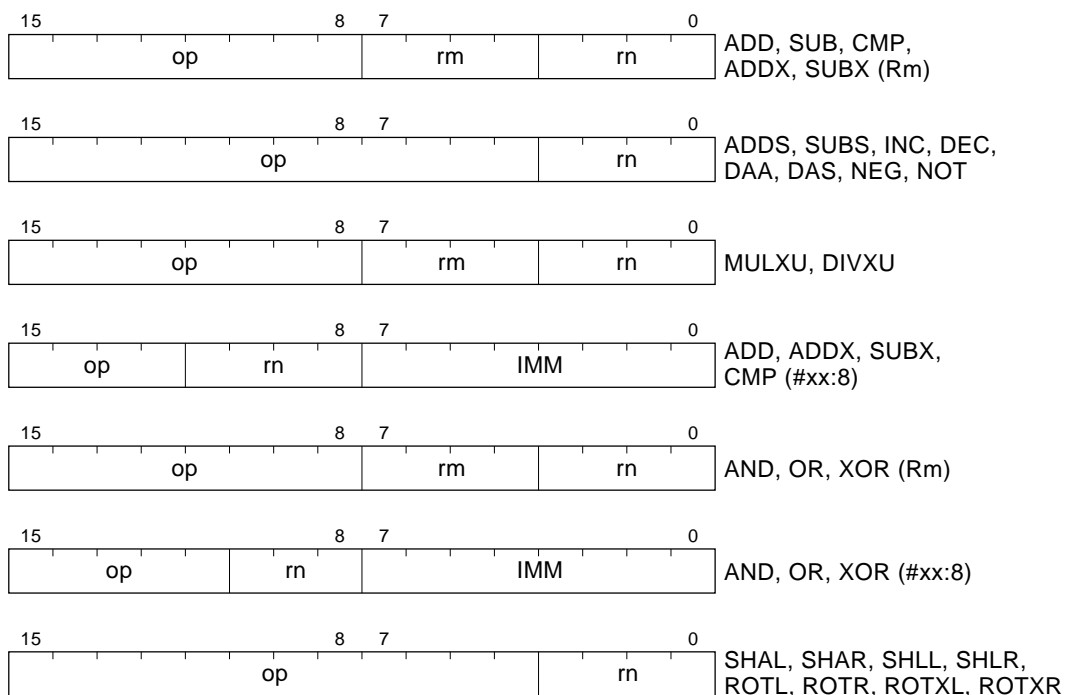 15 8 7 0
op rm rn
ADD, SUB, CMP,
ADDX, SUBX (Rm)
15 8 7 0
op rn
ADDS, SUBS, INC, DEC,
DAA, DAS, NEG, NOT
15 8 7 0
op rm rn
MULXU, DIVXU
15 8 7 0
op rn IMM
ADD, ADDX, SUBX,
CMP (#xx:8)
15 8 7 0
op rm rn
AND, OR, XOR (Rm)
15 8 7 0
op rn IMM
AND, OR, XOR (#xx:8)
15 8 7 0
op rn
SHAL, SHAR, SHLL, SHLR,
ROTL, ROTR, ROTXL, ROTXR